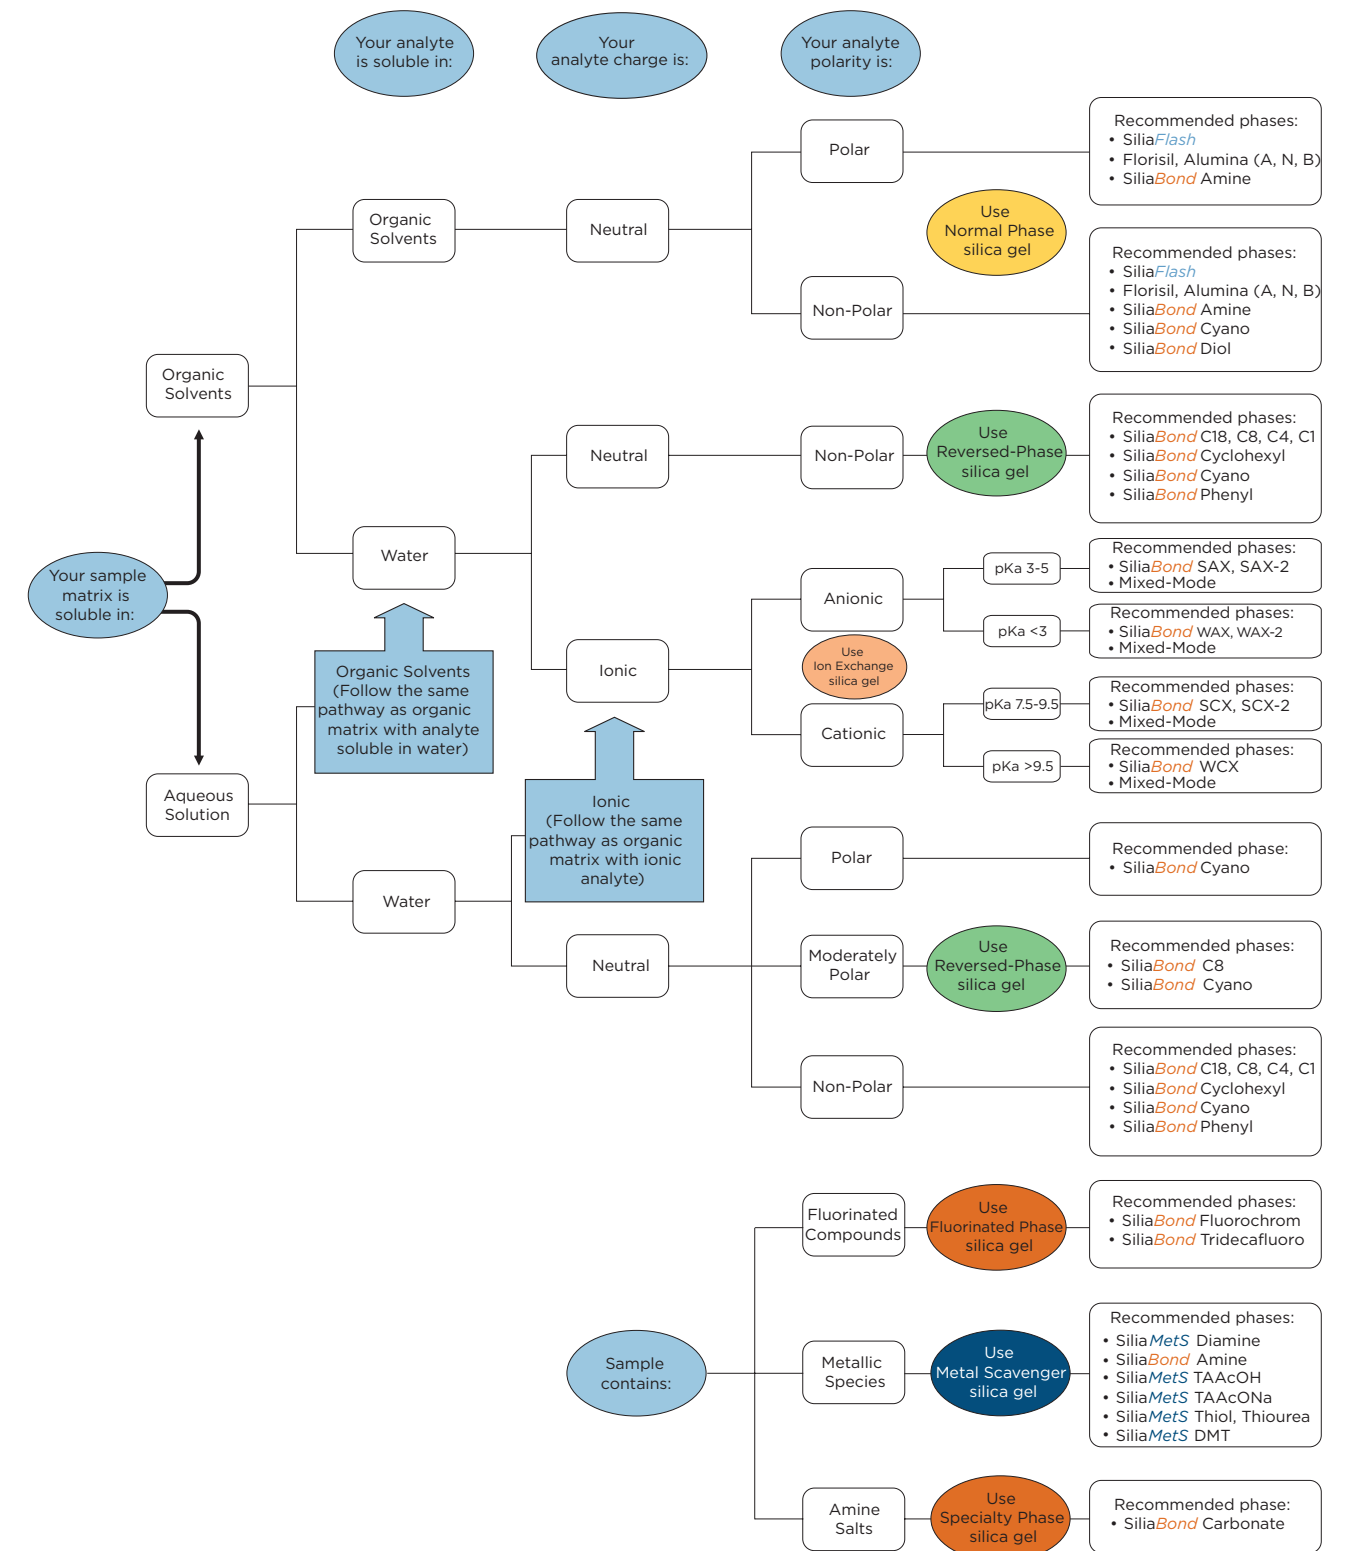 Your analyte
is soluble in:
Your
analyte charge is:
Your analyte
polarity is:
Polar
Recommended phases:
• SiliaFlash
• Florisil, Alumina (A, N, B)
• SiliaBond Amine
Organic
Solvents
Neutral
Use
Normal Phase
silica gel
Non-Polar
Recommended phases:
• SiliaFlash
• Florisil, Alumina (A, N, B)
• SiliaBond Amine
• SiliaBond Cyano
• SiliaBond Diol
Organic
Solvents
Neutral
Non-Polar
Use
Reversed-Phase
silica gel
Recommended phases:
• SiliaBond C18, C8, C4, C1
• SiliaBond Cyclohexyl
• SiliaBond Cyano
• SiliaBond Phenyl
Water
Your sample
matrix is
soluble in:
Anionic
pKa 3-5
Recommended phases:
• SiliaBond SAX, SAX-2
• Mixed-Mode
pKa <3
Recommended phases:
• SiliaBond WAX, WAX-2
• Mixed-Mode
Organic Solvents
(Follow the same
pathway as organic
matrix with analyte
soluble in water)
Ionic
Use
Ion Exchange
silica gel
Cationic
pKa 7.5-9.5
Recommended phases:
• SiliaBond SCX, SCX-2
• Mixed-Mode
pKa >9.5
Recommended phases:
• SiliaBond WCX
• Mixed-Mode
Aqueous
Solution
Ionic
(Follow the same
pathway as organic
matrix with ionic
analyte)
Polar
Recommended phase:
• SiliaBond Cyano
Water
Neutral
Moderately
Polar
Use
Reversed-Phase
silica gel
Recommended phases:
• SiliaBond C8
• SiliaBond Cyano
Non-Polar
Recommended phases:
• SiliaBond C18, C8, C4, C1
• SiliaBond Cyclohexyl
• SiliaBond Cyano
• SiliaBond Phenyl
Fluorinated
Compounds
Use
Fluorinated Phase
silica gel
Recommended phases:
• SiliaBond Fluorochrom
• SiliaBond Tridecafluoro
Sample
contains:
Metallic
Species
Use
Metal Scavenger
silica gel
Recommended phases:
• SiliaMetS Diamine
• SiliaBond Amine
• SiliaMetS TAAcOH
• SiliaMetS TAAcONa
• SiliaMetS Thiol, Thiourea
• SiliaMetS DMT
Amine
Salts
Use
Specialty Phase
silica gel
Recommended phase:
• SiliaBond Carbonate